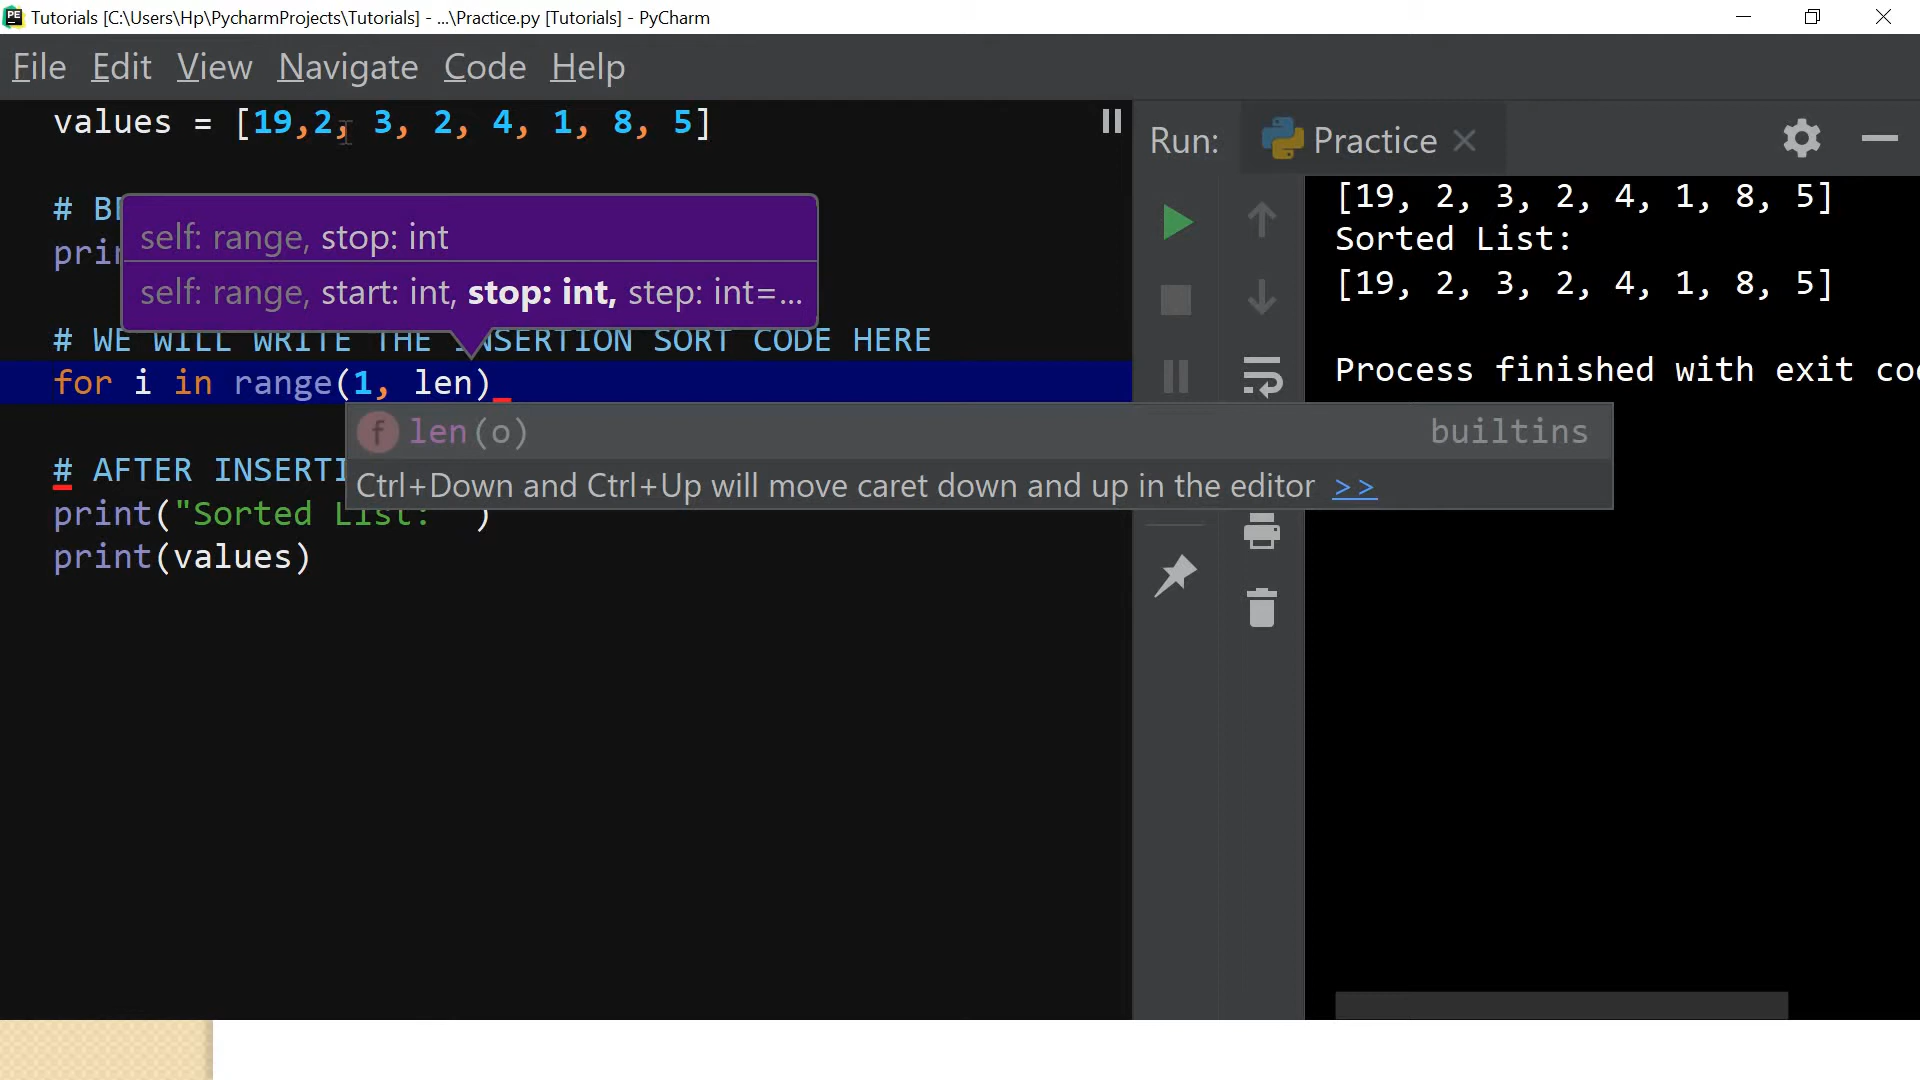 Tutorials [C:\Users\Hp\PycharmProjects\Tutorials] - ...\Practice.py [Tutorials] - PyCharm
File Edit View Navigate Code Help
values = [19,2, 3, 2, 4, 1, 8, 5]
#
self: range, stop: int
self: range, start: int, stop: int, step: int=...
# WE WILL WRITE THE INSERTION SORT CODE HERE
for i in range(1, len)
f len(o) builtins
Ctrl+Down and Ctrl+Up will move caret down and up in the editor >>
# AFTER INSERTI
print("Sorted List: ")
print(values)
Run: Practice
[19, 2, 3, 2, 4, 1, 8, 5]
Sorted List:
[19, 2, 3, 2, 4, 1, 8, 5]
Process finished with exit co